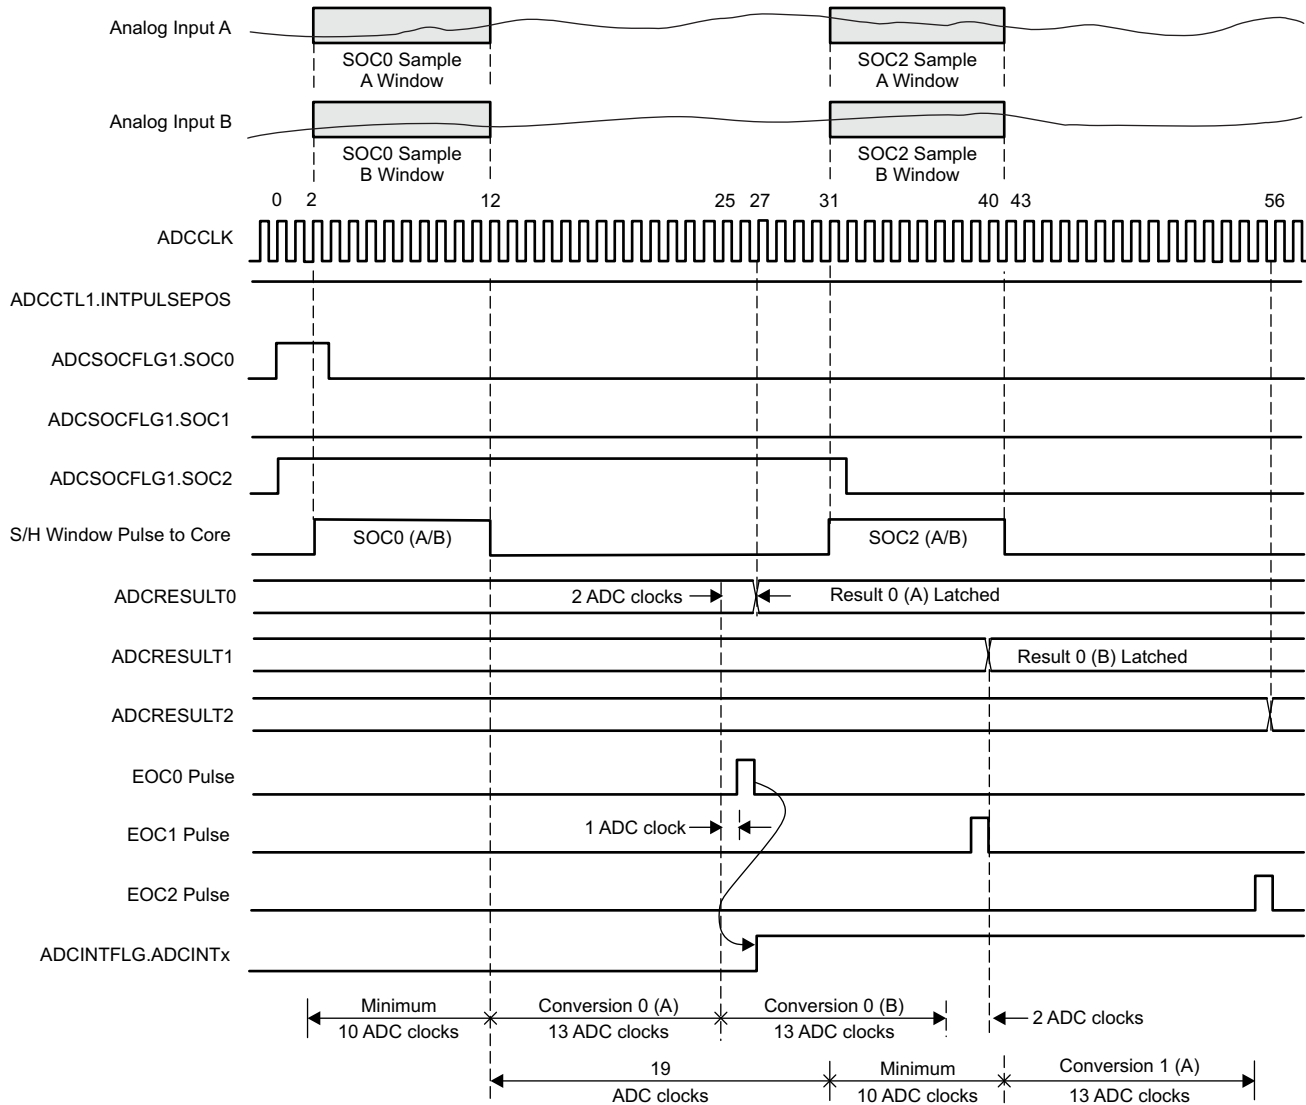 Analog Input A
SOC0 Sample
A Window
SOC2 Sample
A Window
Analog Input B
SOC0 Sample
B Window
SOC2 Sample
B Window
0 2 12 25 27 31 40 43 56
ADCCLK
ADCCTL1.INTPULSEPOS
ADCSOCFLG1.SOC0
ADCSOCFLG1.SOC1
ADCSOCFLG1.SOC2
S/H Window Pulse to Core
SOC0 (A/B)
SOC2 (A/B)
ADCRESULT0
2 ADC clocks
Result 0 (A) Latched
ADCRESULT1
Result 0 (B) Latched
ADCRESULT2
EOC0 Pulse
EOC1 Pulse
1 ADC clock
EOC2 Pulse
ADCINTFLG.ADCINTx
Minimum
10 ADC clocks
Conversion 0 (A)
13 ADC clocks
Conversion 0 (B)
13 ADC clocks
2 ADC clocks
19
ADC clocks
Minimum
10 ADC clocks
Conversion 1 (A)
13 ADC clocks